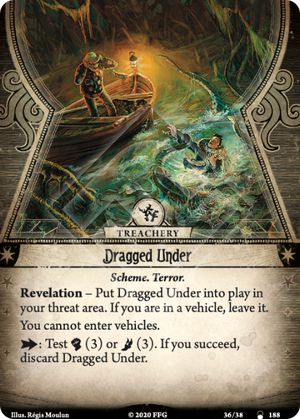 TREACHERY
Dragged Under
Scheme. Terror.
Revelation – Put Dragged Under into play in
your threat area. If you are in a vehicle, leave it.
You cannot enter vehicles.
: Test (3) or (3). If you succeed,
discard Dragged Under.
Illus. Régis Moulun © 2020 FFG 36/38 188